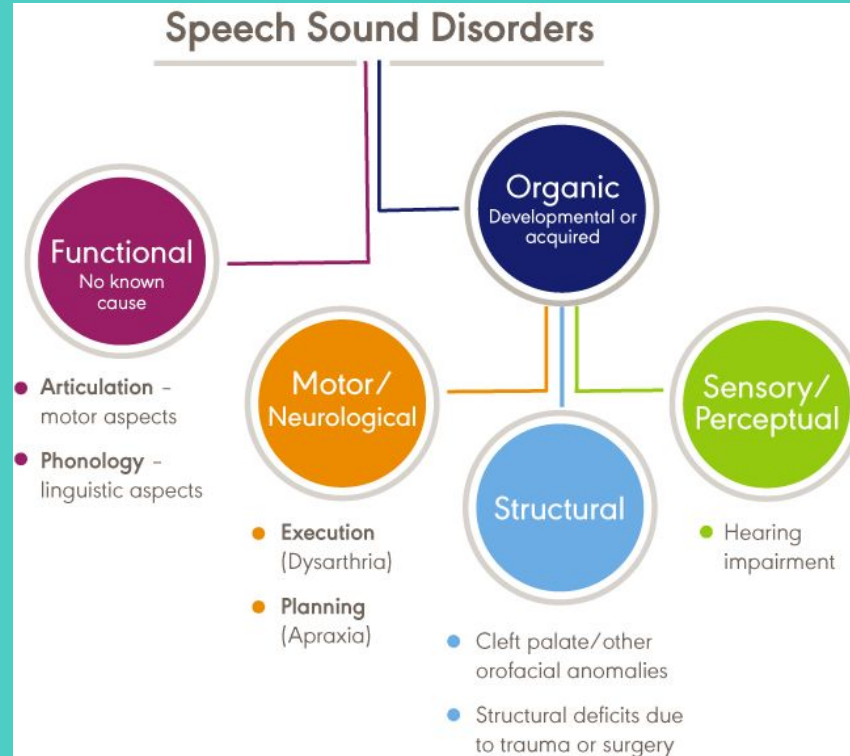 Speech Sound Disorders
Organic
Developmental or
acquired
Functional
No known
cause
Articulation –
motor aspects
Phonology –
linguistic aspects
Motor/
Neurological
Execution
(Dysarthria)
Planning
(Apraxia)
Structural
Cleft palate/other
orofacial anomalies
Structural deficits due
to trauma or surgery
Sensory/
Perceptual
Hearing
impairment